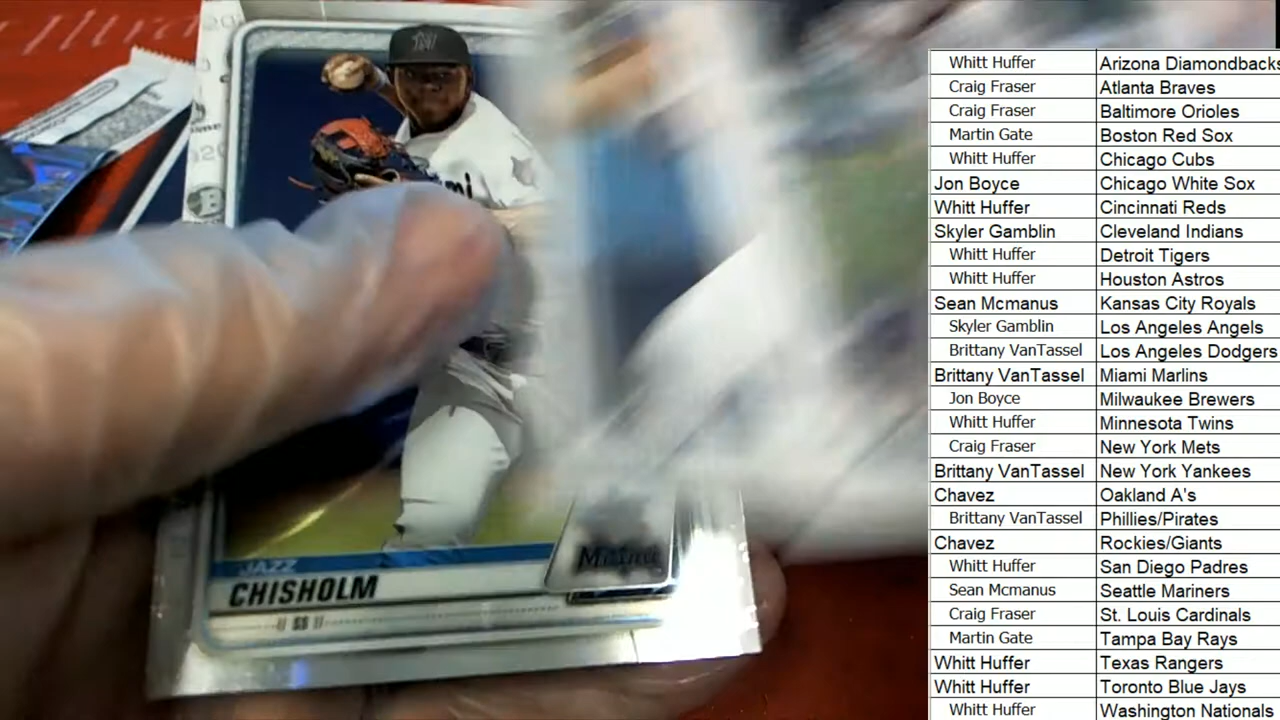 JAZZ
CHISHOLM
SS
Whitt Huffer Arizona Diamondbacks
Craig Fraser Atlanta Braves
Craig Fraser Baltimore Orioles
Martin Gate Boston Red Sox
Whitt Huffer Chicago Cubs
Jon Boyce Chicago White Sox
Whitt Huffer Cincinnati Reds
Skyler Gamblin Cleveland Indians
Whitt Huffer Detroit Tigers
Whitt Huffer Houston Astros
Sean Mcmanus Kansas City Royals
Skyler Gamblin Los Angeles Angels
Brittany VanTassel Los Angeles Dodgers
Brittany VanTassel Miami Marlins
Jon Boyce Milwaukee Brewers
Whitt Huffer Minnesota Twins
Craig Fraser New York Mets
Brittany VanTassel New York Yankees
Chavez Oakland A's
Brittany VanTassel Phillies/Pirates
Chavez Rockies/Giants
Whitt Huffer San Diego Padres
Sean Mcmanus Seattle Mariners
Craig Fraser St. Louis Cardinals
Martin Gate Tampa Bay Rays
Whitt Huffer Texas Rangers
Whitt Huffer Toronto Blue Jays
Whitt Huffer Washington Nationals